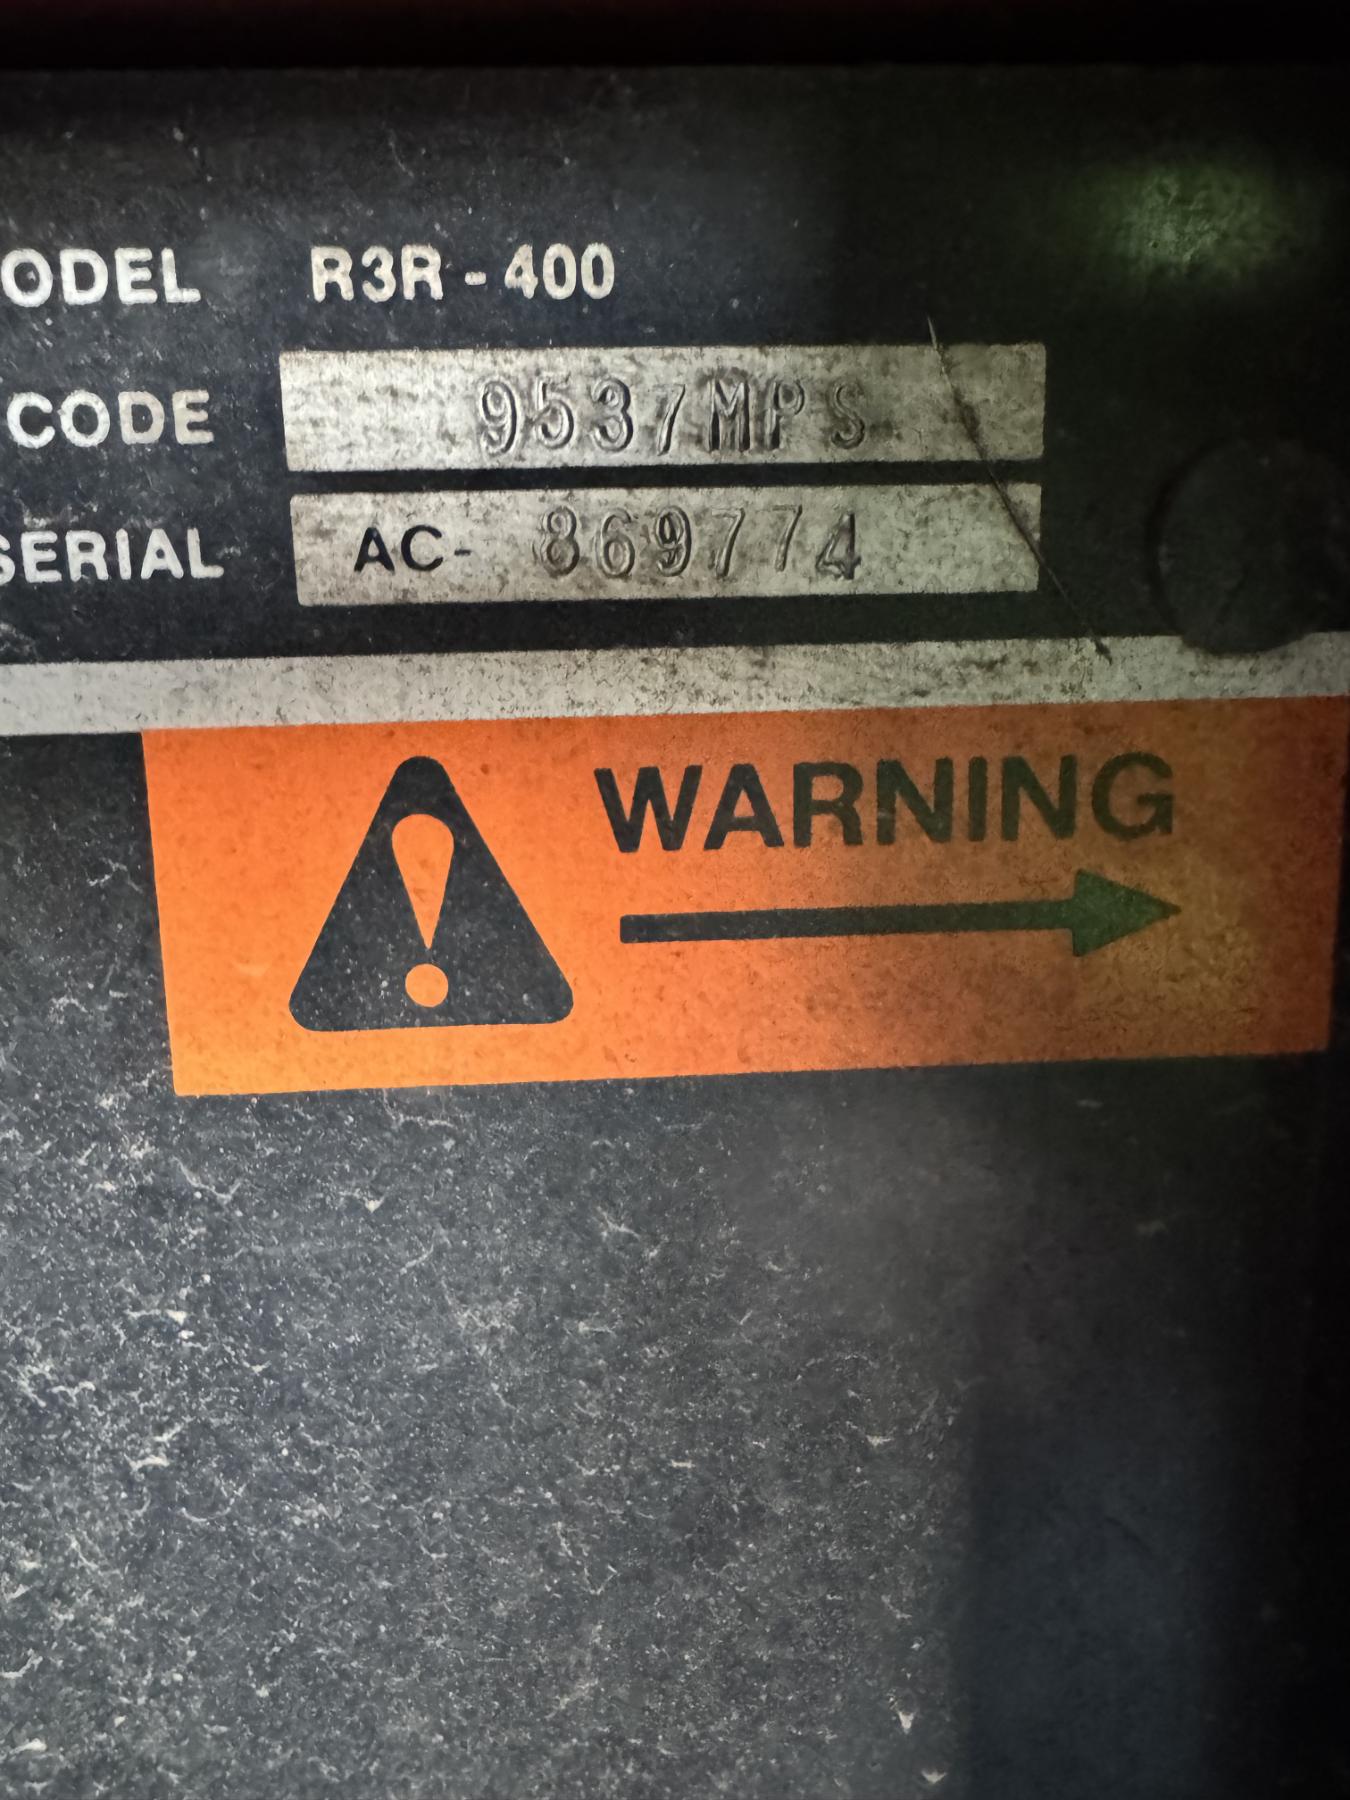 ODEL R3R-400
CODE 9537MPS
SERIAL AC-869774
WARNING